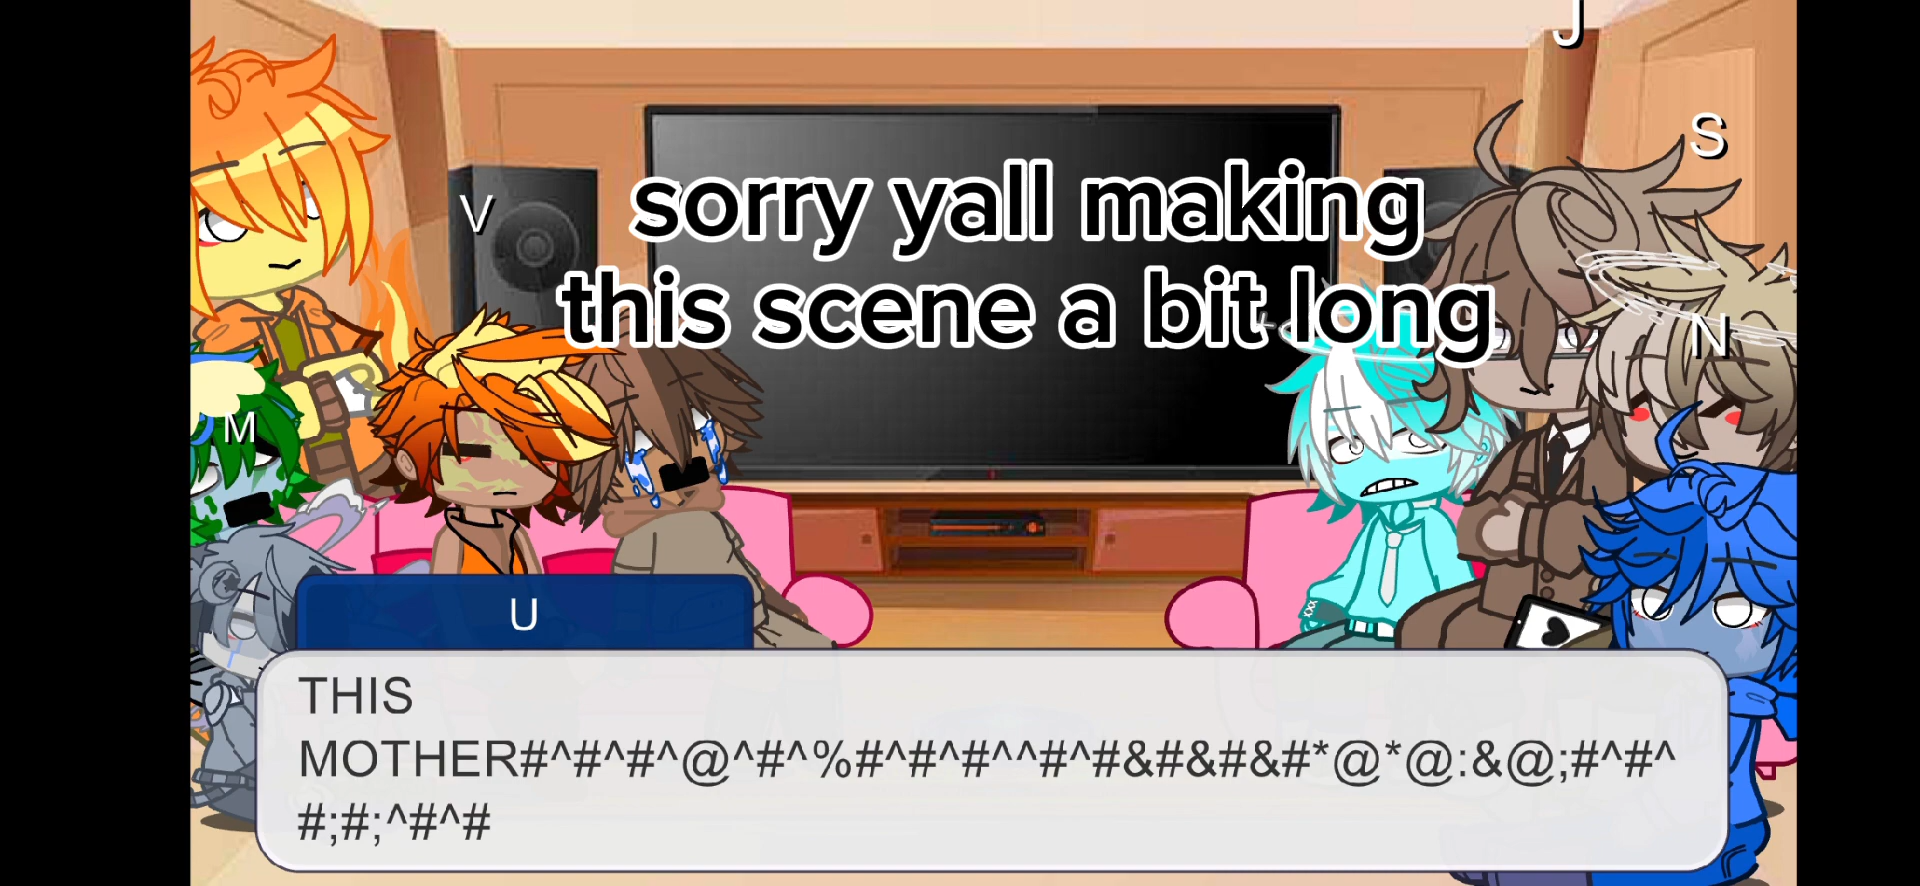 J
S
V
sorry yall making
this scene a bit long
N
M
U
THIS
MOTHER#^#^#^@^#^%#^#^#^^#^#&#&#&#*@*@:&@;#^#^
#;#;^#^#